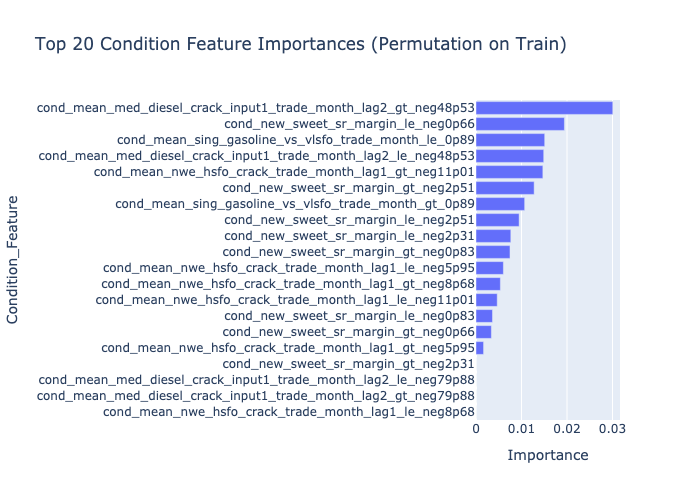 Top 20 Condition Feature Importances (Permutation on Train)
Condition_Feature
cond_mean_med_diesel_crack_input1_trade_month_lag2_gt_neg48p53
cond_new_sweet_sr_margin_le_neg0p66
cond_mean_sing_gasoline_vs_vlsfo_trade_month_le_0p89
cond_mean_med_diesel_crack_input1_trade_month_lag2_le_neg48p53
cond_mean_nwe_hsfo_crack_trade_month_lag1_gt_neg11p01
cond_new_sweet_sr_margin_gt_neg2p51
cond_mean_sing_gasoline_vs_vlsfo_trade_month_gt_0p89
cond_new_sweet_sr_margin_le_neg2p51
cond_new_sweet_sr_margin_le_neg2p31
cond_new_sweet_sr_margin_gt_neg0p83
cond_mean_nwe_hsfo_crack_trade_month_lag1_le_neg5p95
cond_mean_nwe_hsfo_crack_trade_month_lag1_gt_neg8p68
cond_mean_nwe_hsfo_crack_trade_month_lag1_le_neg11p01
cond_new_sweet_sr_margin_le_neg0p83
cond_new_sweet_sr_margin_gt_neg0p66
cond_mean_nwe_hsfo_crack_trade_month_lag1_gt_neg5p95
cond_new_sweet_sr_margin_gt_neg2p31
cond_mean_med_diesel_crack_input1_trade_month_lag2_le_neg79p88
cond_mean_med_diesel_crack_input1_trade_month_lag2_gt_neg79p88
cond_mean_nwe_hsfo_crack_trade_month_lag1_le_neg8p68
0 0.01 0.02 0.03
Importance